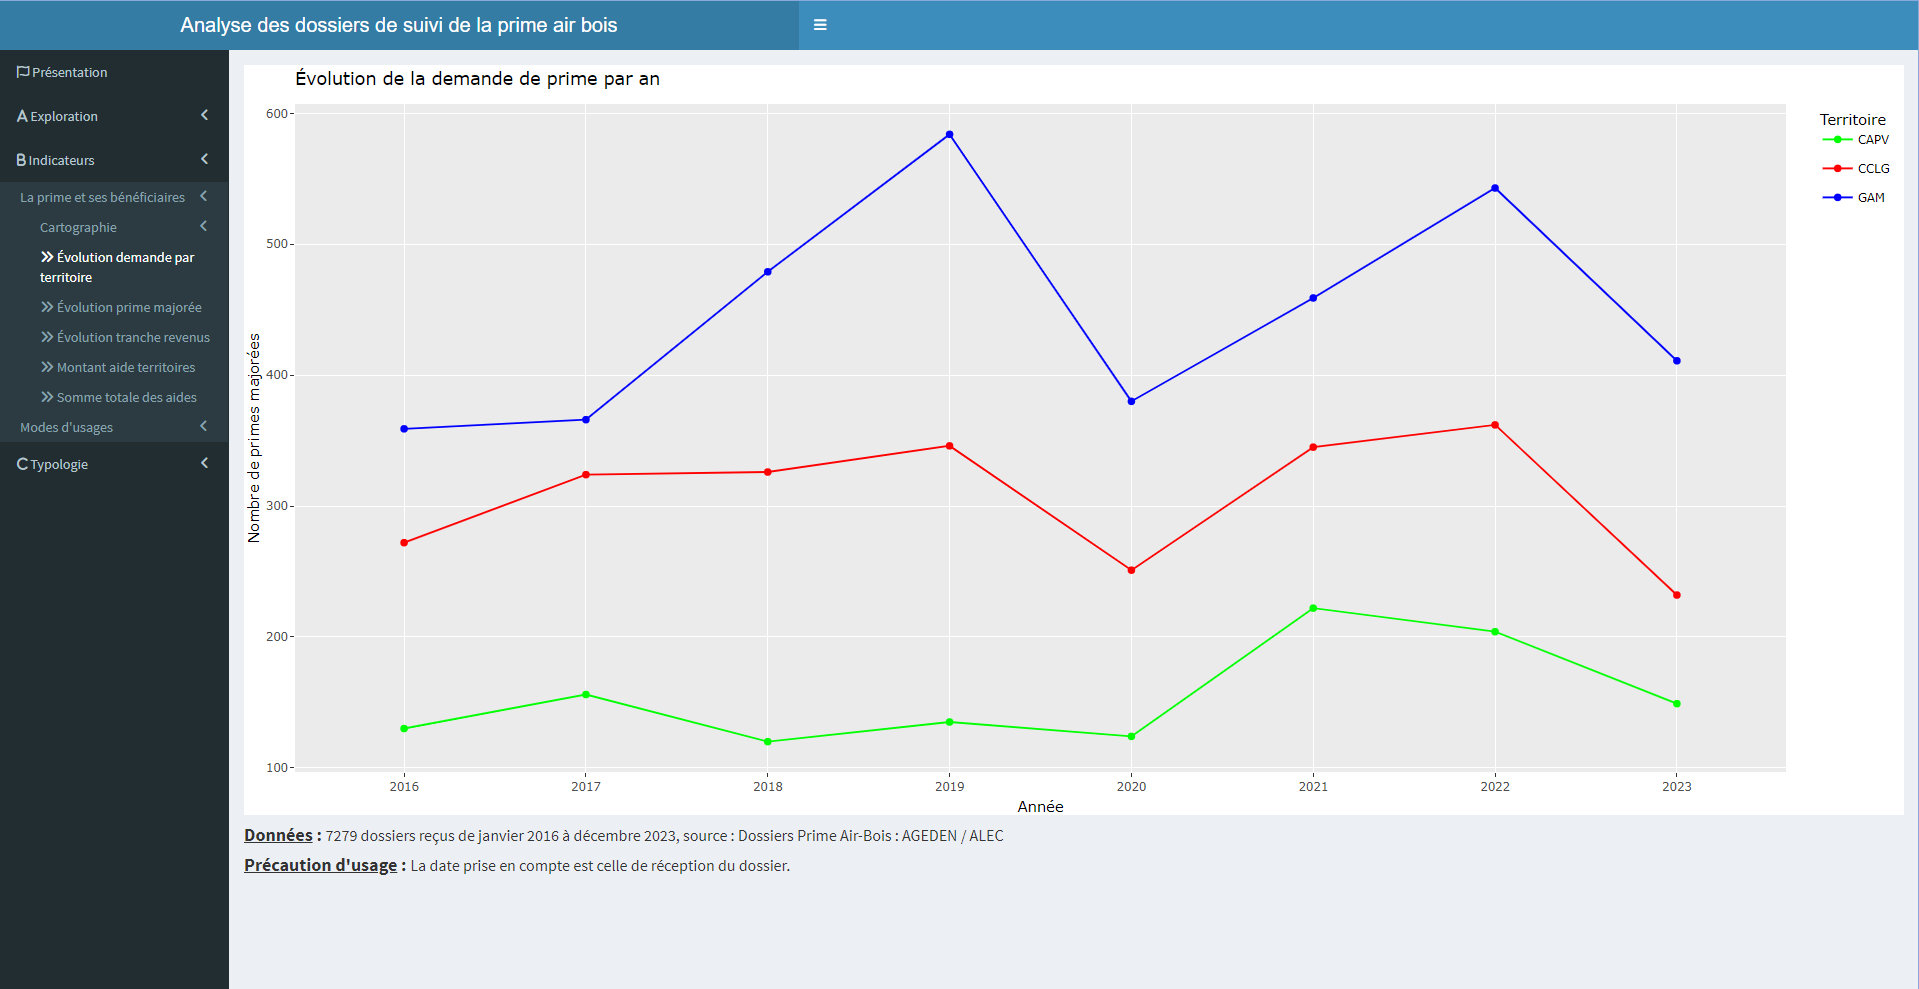 Analyse des dossiers de suivi de la prime air bois
Présentation
A Exploration
B Indicateurs
La prime et ses bénéficiaires
Cartographie
Évolution demande par
territoire
Évolution prime majorée
Évolution tranche revenus
Montant aide territoires
Somme totale des aides
Modes d'usages
C Typologie
Évolution de la demande de prime par an
Nombre de primes majorées
600
500
400
300
200
100
2016 2017 2018 2019 2020 2021 2022 2023
Année
Territoire
CAPV
CCLG
GAM
Données : 7279 dossiers reçus de janvier 2016 à décembre 2023, source : Dossiers Prime Air-Bois : AGEDEN / ALEC
Précaution d'usage : La date prise en compte est celle de réception du dossier.